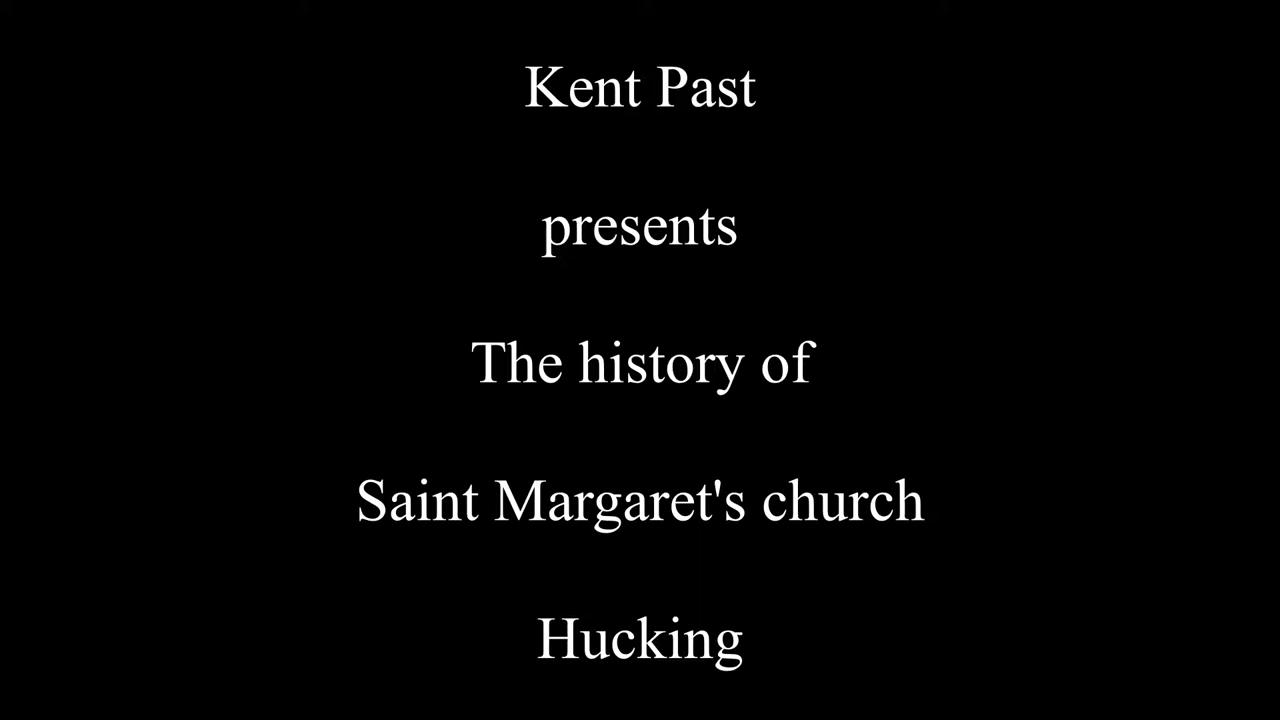 Kent Past
presents
The history of
Saint Margaret's church
Hucking